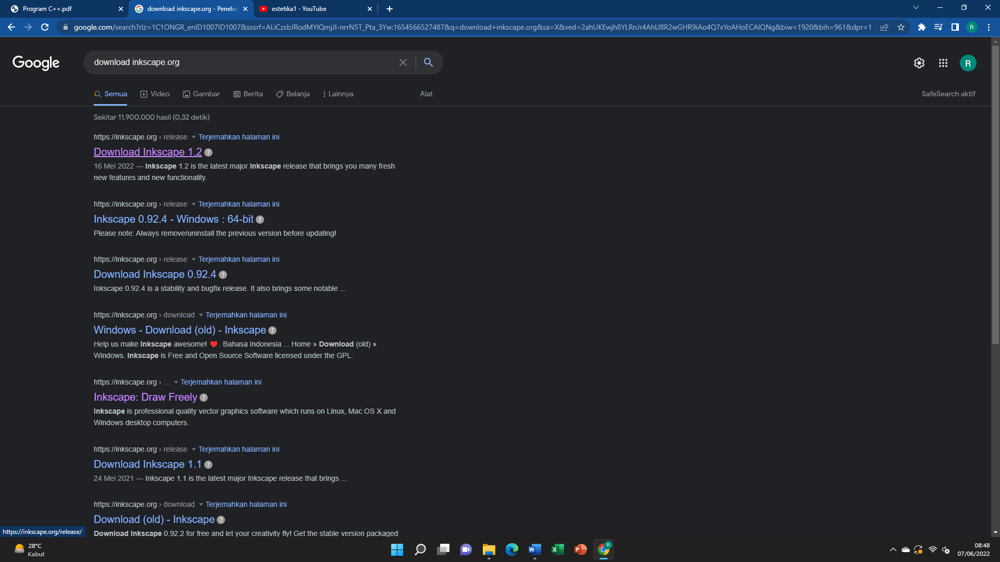 Program C++.pdf
download inkscape.org - Penelus
estetika1 - YouTube
google.com/search?rlz=1C1ONGR_enID1007ID1007&sxsrf=ALiCzsbJRodMYlQmjJI-nrrN5T_Pta_3Yw:1654566527487&q=download+inkscape.org&sa=X&ved=2ahUKEwjh8YLRnJr4AhU8R2wGHR9iAo4Q7xYoAHoECAIQNg&biw=1920&bih=961&dpr=1
R
Google
download inkscape.org
R
Semua
Video
Gambar
Berita
Belanja
Lainnya
Alat
SafeSearch aktif
Sekitar 11.900.000 hasil (0,32 detik)
https://inkscape.org › release Terjemahkan halaman ini
Download Inkscape 1.2
16 Mei 2022 — Inkscape 1.2 is the latest major Inkscape release that brings you many fresh
new features and new functionality.
https://inkscape.org › release Terjemahkan halaman ini
Inkscape 0.92.4 - Windows : 64-bit
Please note: Always remove/uninstall the previous version before updating!
https://inkscape.org › release Terjemahkan halaman ini
Download Inkscape 0.92.4
Inkscape 0.92.4 is a stability and bugfix release. It also brings some notable ...
https://inkscape.org › download Terjemahkan halaman ini
Windows - Download (old) - Inkscape
Help us make Inkscape awesome! ❤️. Bahasa Indonesia ... Home » Download (old) »
Windows. Inkscape is Free and Open Source Software licensed under the GPL.
https://inkscape.org › ... Terjemahkan halaman ini
Inkscape: Draw Freely
Inkscape is professional quality vector graphics software which runs on Linux, Mac OS X and
Windows desktop computers.
https://inkscape.org › release Terjemahkan halaman ini
Download Inkscape 1.1
24 Mei 2021 — Inkscape 1.1 is the latest major Inkscape release that brings ...
https://inkscape.org › download Terjemahkan halaman ini
Download (old) - Inkscape
Download Inkscape 0.92.2 for free and let your creativity fly! Get the stable version packaged
https://inkscape.org/release/
28°C
Kabut
08:48
07/06/2022